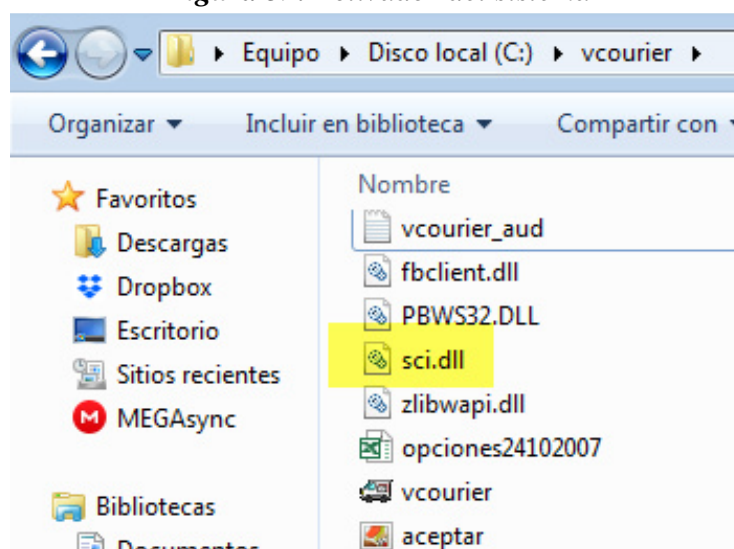 Equipo Disco local (C:) vcourier
Organizar Incluir en biblioteca Compartir con
Favoritos
Descargas
Dropbox
Escritorio
Sitios recientes
MEGAsync
Bibliotecas
Nombre
vcourier_aud
fbclient.dll
PBWS32.DLL
sci.dll
zlibwapi.dll
opciones24102007
vcourier
aceptar